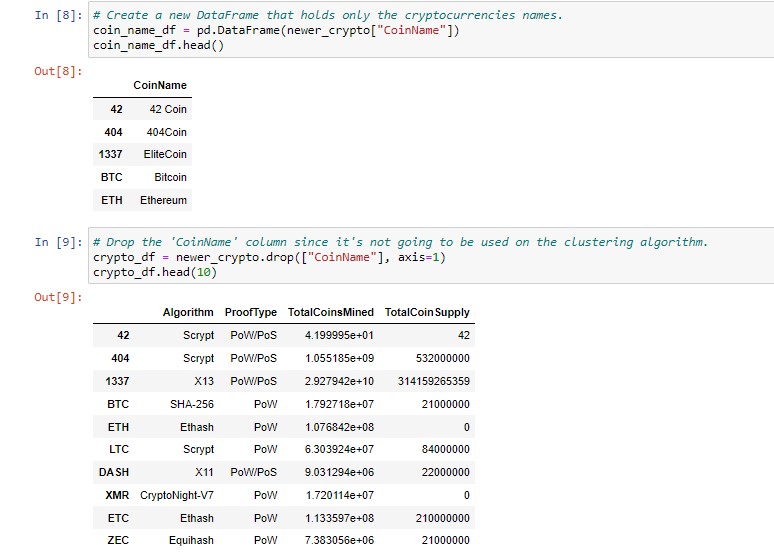 In [8]: # Create a new DataFrame that holds only the cryptocurrencies names.
coin_name_df = pd.DataFrame(newer_crypto["CoinName"])
coin_name_df.head()
Out[8]:
CoinName
42 42 Coin
404 404Coin
1337 EliteCoin
BTC Bitcoin
ETH Ethereum
In [9]: # Drop the 'CoinName' column since it's not going to be used on the clustering algorithm.
crypto_df = newer_crypto.drop(["CoinName"], axis=1)
crypto_df.head(10)
Out[9]:
Algorithm ProofType TotalCoinsMined TotalCoinSupply
42 Scrypt PoW/PoS 4.199995e+01 42
404 Scrypt PoW/PoS 1.055185e+09 532000000
1337 X13 PoW/PoS 2.927942e+10 314159265359
BTC SHA-256 PoW 1.792718e+07 21000000
ETH Ethash PoW 1.076842e+08 0
LTC Scrypt PoW 6.303924e+07 84000000
DASH X11 PoW/PoS 9.031294e+06 22000000
XMR CryptoNight-V7 PoW 1.720114e+07 0
ETC Ethash PoW 1.133597e+08 210000000
ZEC Equihash PoW 7.383056e+06 21000000